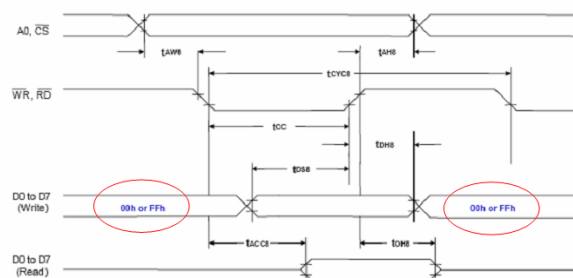 A0, CS
tAW8
tAH8
tCYC8
WR, RD
tCC
tDH8
tDS8
D0 to D7
(Write)
00h or FFh
00h or FFh
tACC8
tOH8
D0 to D7
(Read)